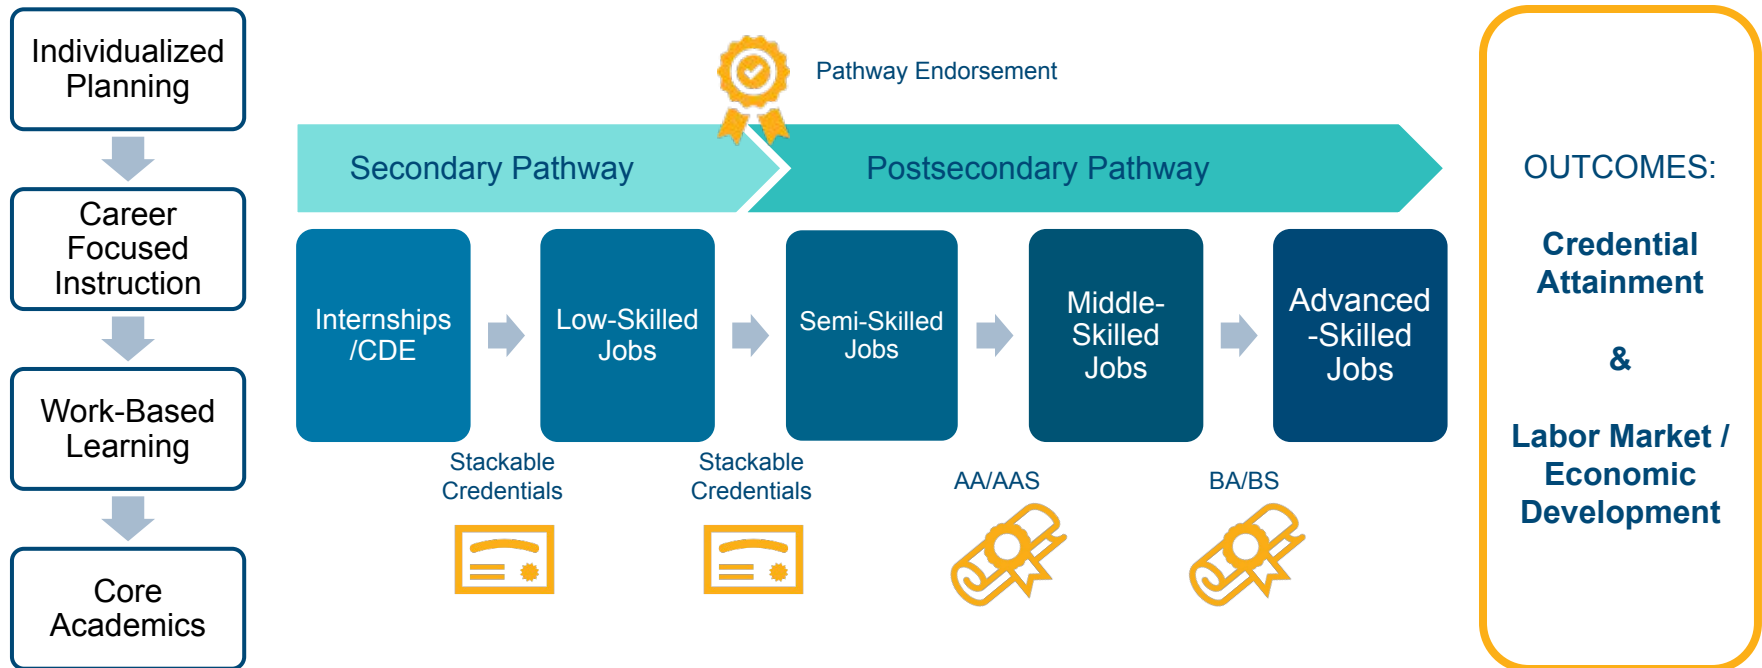 Individualized
Planning
Career
Focused
Instruction
Work-Based
Learning
Core
Academics
Pathway Endorsement
Secondary Pathway
Postsecondary Pathway
Internships
/CDE
Low-Skilled
Jobs
Semi-Skilled
Jobs
Middle-
Skilled
Jobs
Advanced
-Skilled
Jobs
Stackable
Credentials
Stackable
Credentials
AA/AAS
BA/BS
OUTCOMES:
Credential
Attainment
&
Labor Market /
Economic
Development